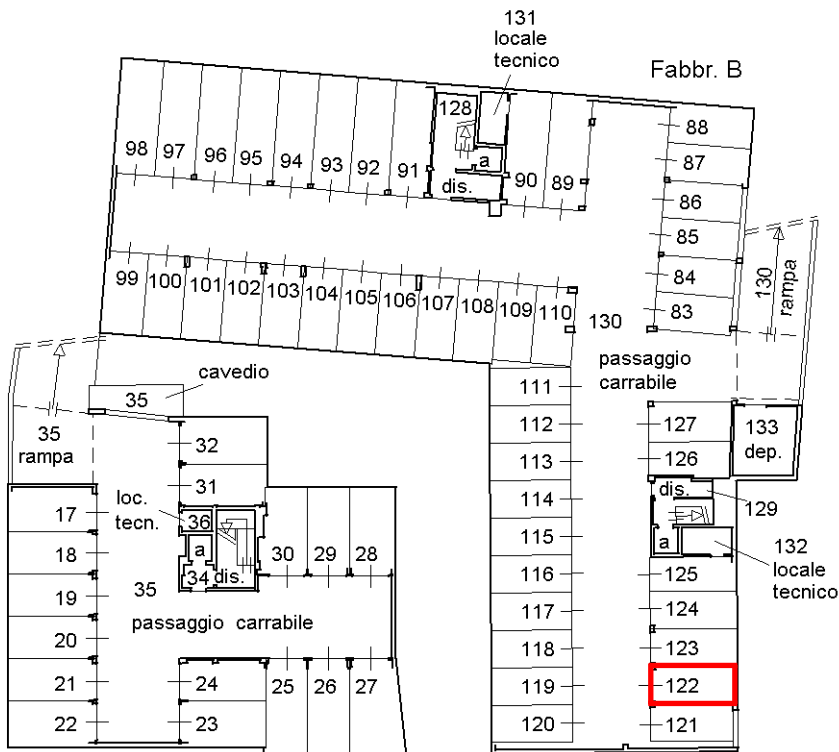 131
locale
tecnico
Fabbr. B
128
a
dis.
98 97 96 95 94 93 92 91 90 89
88
87
86
85
84
83
130
rampa
99 100 101 102 103 104 105 106 107 108 109 110
130
passaggio
carrabile
cavedio
35
35
rampa
32
31
loc.
tecn.
36
a
34 dis.
17
18
19
20
21
22
35
passaggio carrabile
30 29 28
24
23
25 26 27
111
112
113
114
115
116
117
118
119
120
127
126
133
dep.
dis.
129
a
132
locale
tecnico
125
124
123
122
121